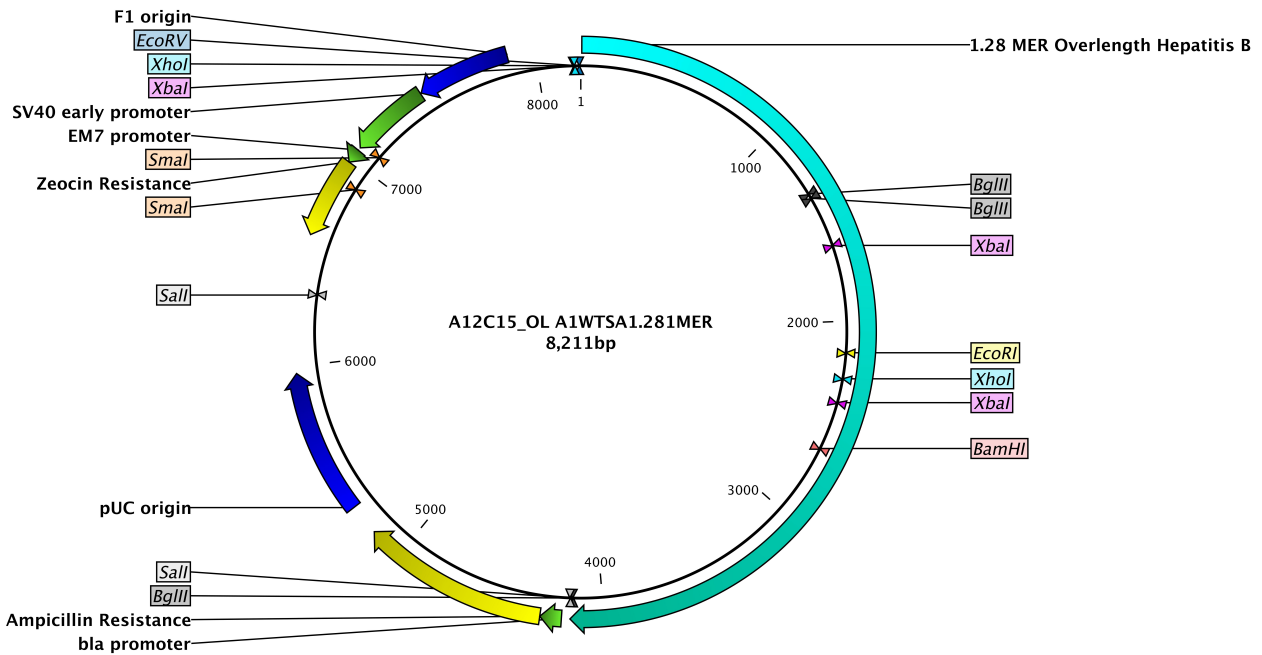 F1 origin
EcoRV
XhoI
XbaI
SV40 early promoter
EM7 promoter
SmaI
Zeocin Resistance
SmaI
SalI
pUC origin
SalI
BglII
Ampicillin Resistance
bla promoter
8000
1
1000
7000
2000
6000
3000
5000
4000
A12C15_OL A1WTSA1.281MER
8,211bp
1.28 MER Overlength Hepatitis B
BglII
BglII
XbaI
EcoRI
XhoI
XbaI
BamHI